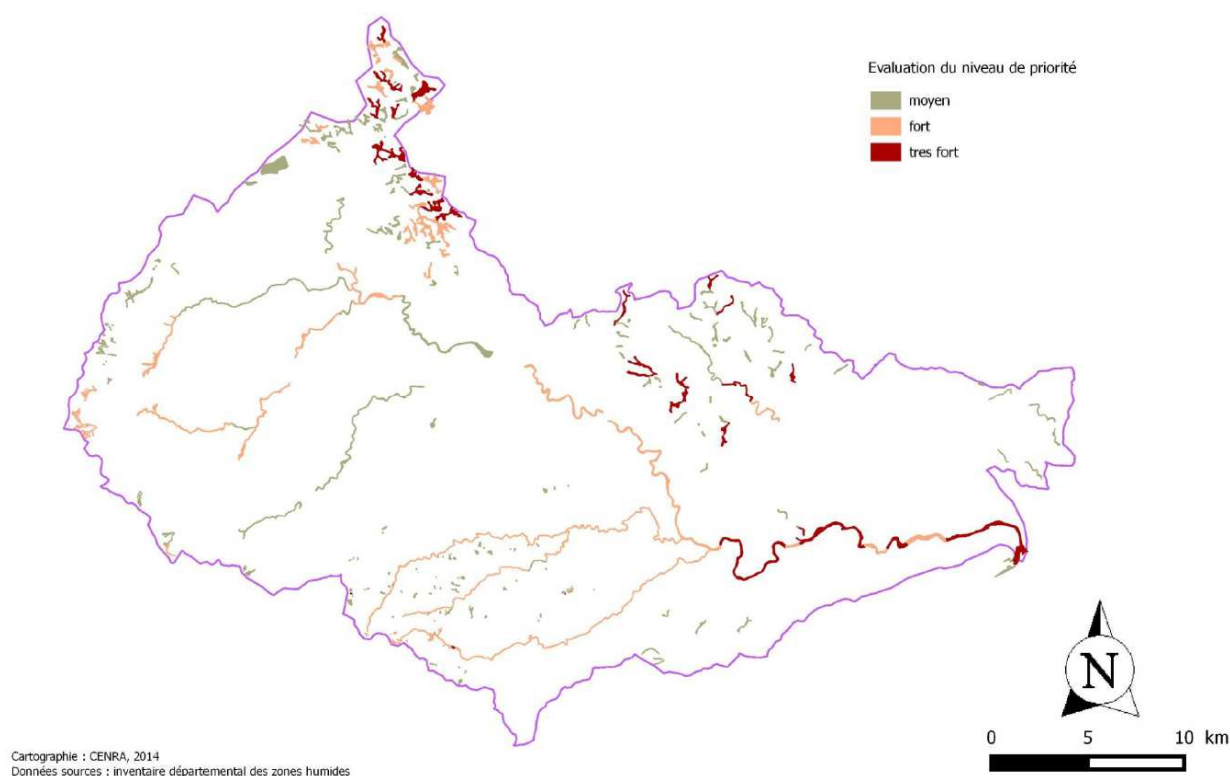 Evaluation du niveau de priorité
moyen
fort
tres fort
N
0 5 10 km
Cartographie : CENRA, 2014
Données sources : inventaire départemental des zones humides